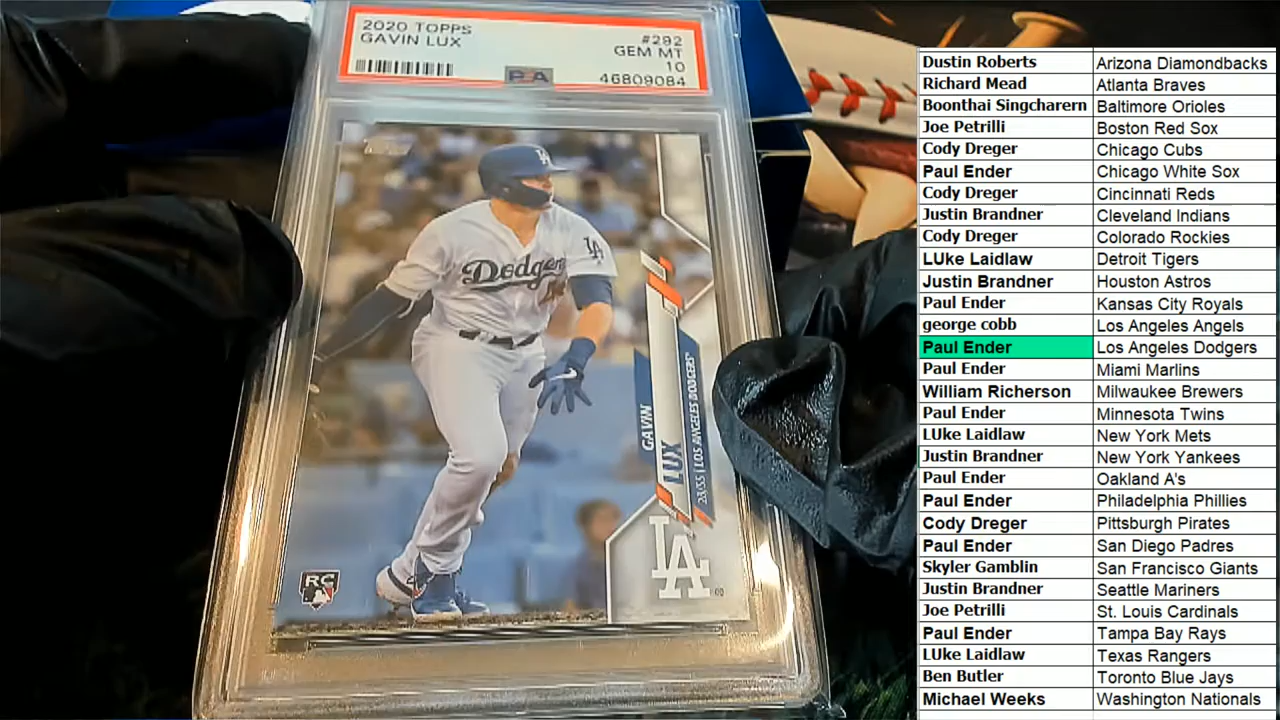 2020 TOPPS
GAVIN LUX
#292
GEM MT
10
46809084
PSA
Topps
LA
LA
Dodgers
GAVIN
LUX
2B/SS | LOS ANGELES DODGERS
LA
RC
Dustin Roberts Arizona Diamondbacks
Richard Mead Atlanta Braves
Boonthai Singcharern Baltimore Orioles
Joe Petrilli Boston Red Sox
Cody Dreger Chicago Cubs
Paul Ender Chicago White Sox
Cody Dreger Cincinnati Reds
Justin Brandner Cleveland Indians
Cody Dreger Colorado Rockies
LUke Laidlaw Detroit Tigers
Justin Brandner Houston Astros
Paul Ender Kansas City Royals
george cobb Los Angeles Angels
Paul Ender Los Angeles Dodgers
Paul Ender Miami Marlins
William Richerson Milwaukee Brewers
Paul Ender Minnesota Twins
LUke Laidlaw New York Mets
Justin Brandner New York Yankees
Paul Ender Oakland A's
Paul Ender Philadelphia Phillies
Cody Dreger Pittsburgh Pirates
Paul Ender San Diego Padres
Skyler Gamblin San Francisco Giants
Justin Brandner Seattle Mariners
Joe Petrilli St. Louis Cardinals
Paul Ender Tampa Bay Rays
LUke Laidlaw Texas Rangers
Ben Butler Toronto Blue Jays
Michael Weeks Washington Nationals